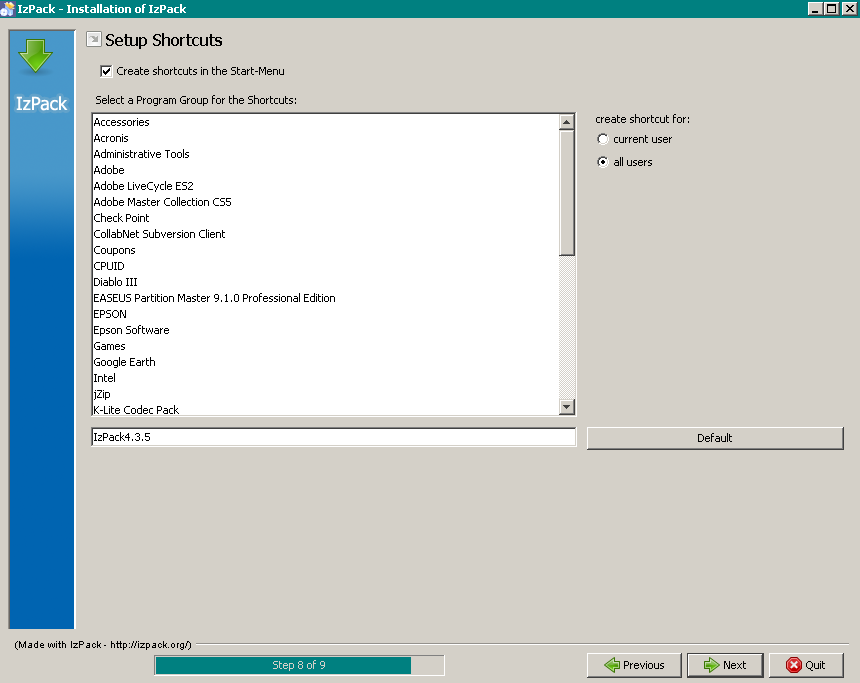 IzPack - Installation of IzPack
IzPack
Setup Shortcuts
Create shortcuts in the Start-Menu
Select a Program Group for the Shortcuts:
Accessories
Acronis
Administrative Tools
Adobe
Adobe LiveCycle ES2
Adobe Master Collection CS5
Check Point
CollabNet Subversion Client
Coupons
CPUID
Diablo III
EASEUS Partition Master 9.1.0 Professional Edition
EPSON
Epson Software
Games
Google Earth
Intel
jZip
K-Lite Codec Pack
create shortcut for:
current user
all users
IzPack4.3.5
Default
(Made with IzPack - http://izpack.org/)
Step 8 of 9
Previous
Next
Quit